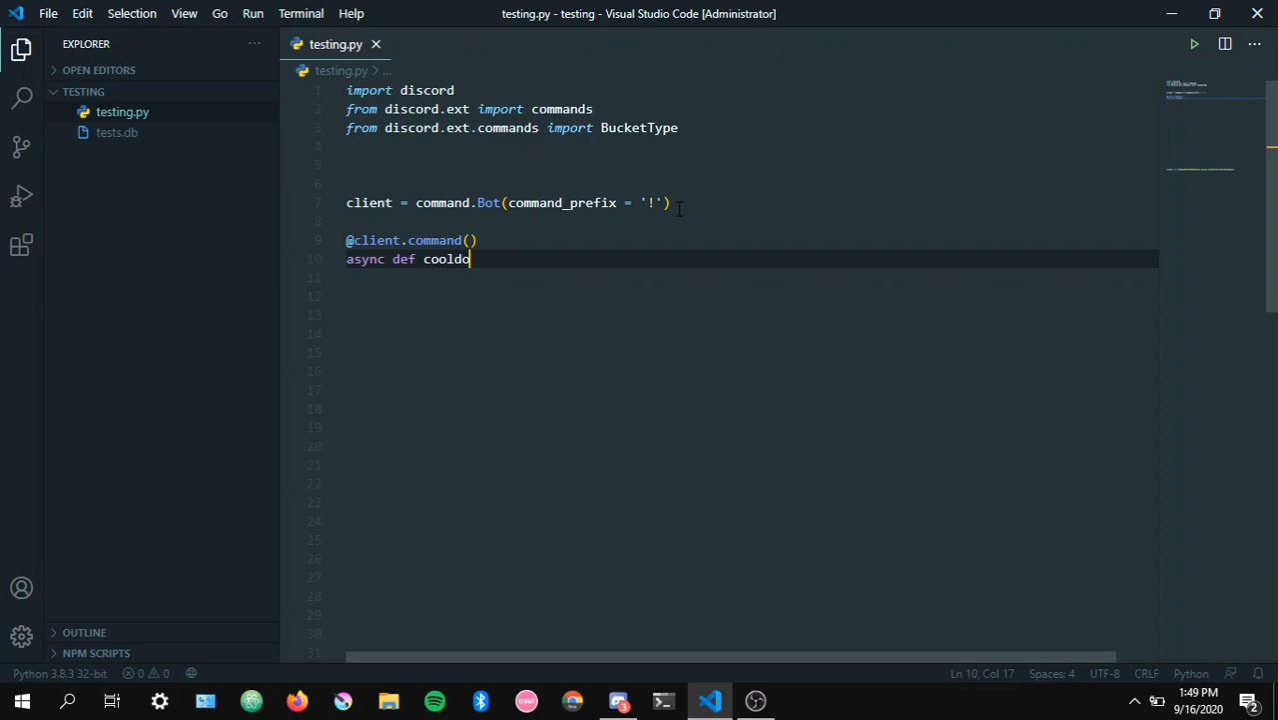 File Edit Selection View Go Run Terminal Help testing.py - testing - Visual Studio Code [Administrator]
EXPLORER ...
OPEN EDITORS
TESTING
testing.py
tests.db
OUTLINE
NPM SCRIPTS
testing.py
testing.py > ...
1 import discord
2 from discord.ext import commands
3 from discord.ext.commands import BucketType
4
5
6
7 client = command.Bot(command_prefix = '!')
8
9 @client.command()
10 async def cooldo
11
12
13
14
15
16
17
18
19
20
21
22
23
24
25
26
27
28
29
30
31
Python 3.8.3 32-bit 0 0 Ln 10, Col 17 Spaces: 4 UTF-8 CRLF Python
osu! 3 1:49 PM
9/16/2020 2